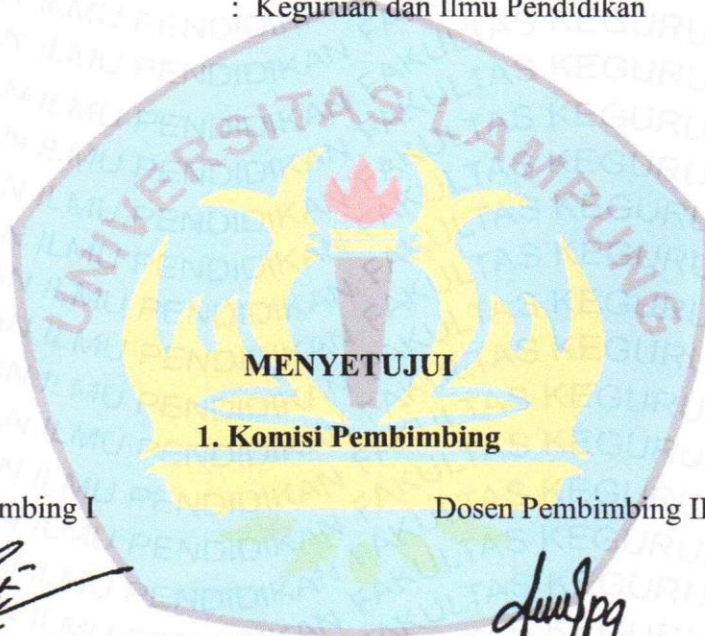 : Keguruan dan Ilmu Pendidikan
UNIVERSITAS LAMPUNG
MENYETUJUI
1. Komisi Pembimbing
mbing I
Dosen Pembimbing II